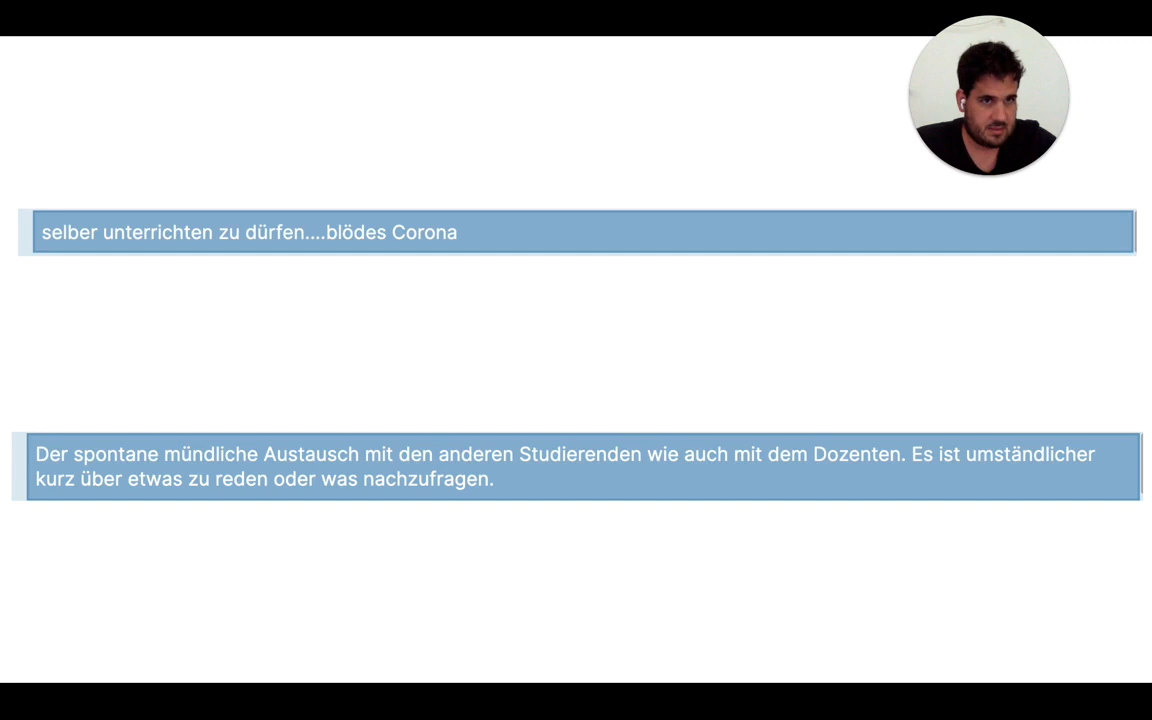 selber unterrichten zu dürfen....blödes Corona
Der spontane mündliche Austausch mit den anderen Studierenden wie auch mit dem Dozenten. Es ist umständlicher
kurz über etwas zu reden oder was nachzufragen.